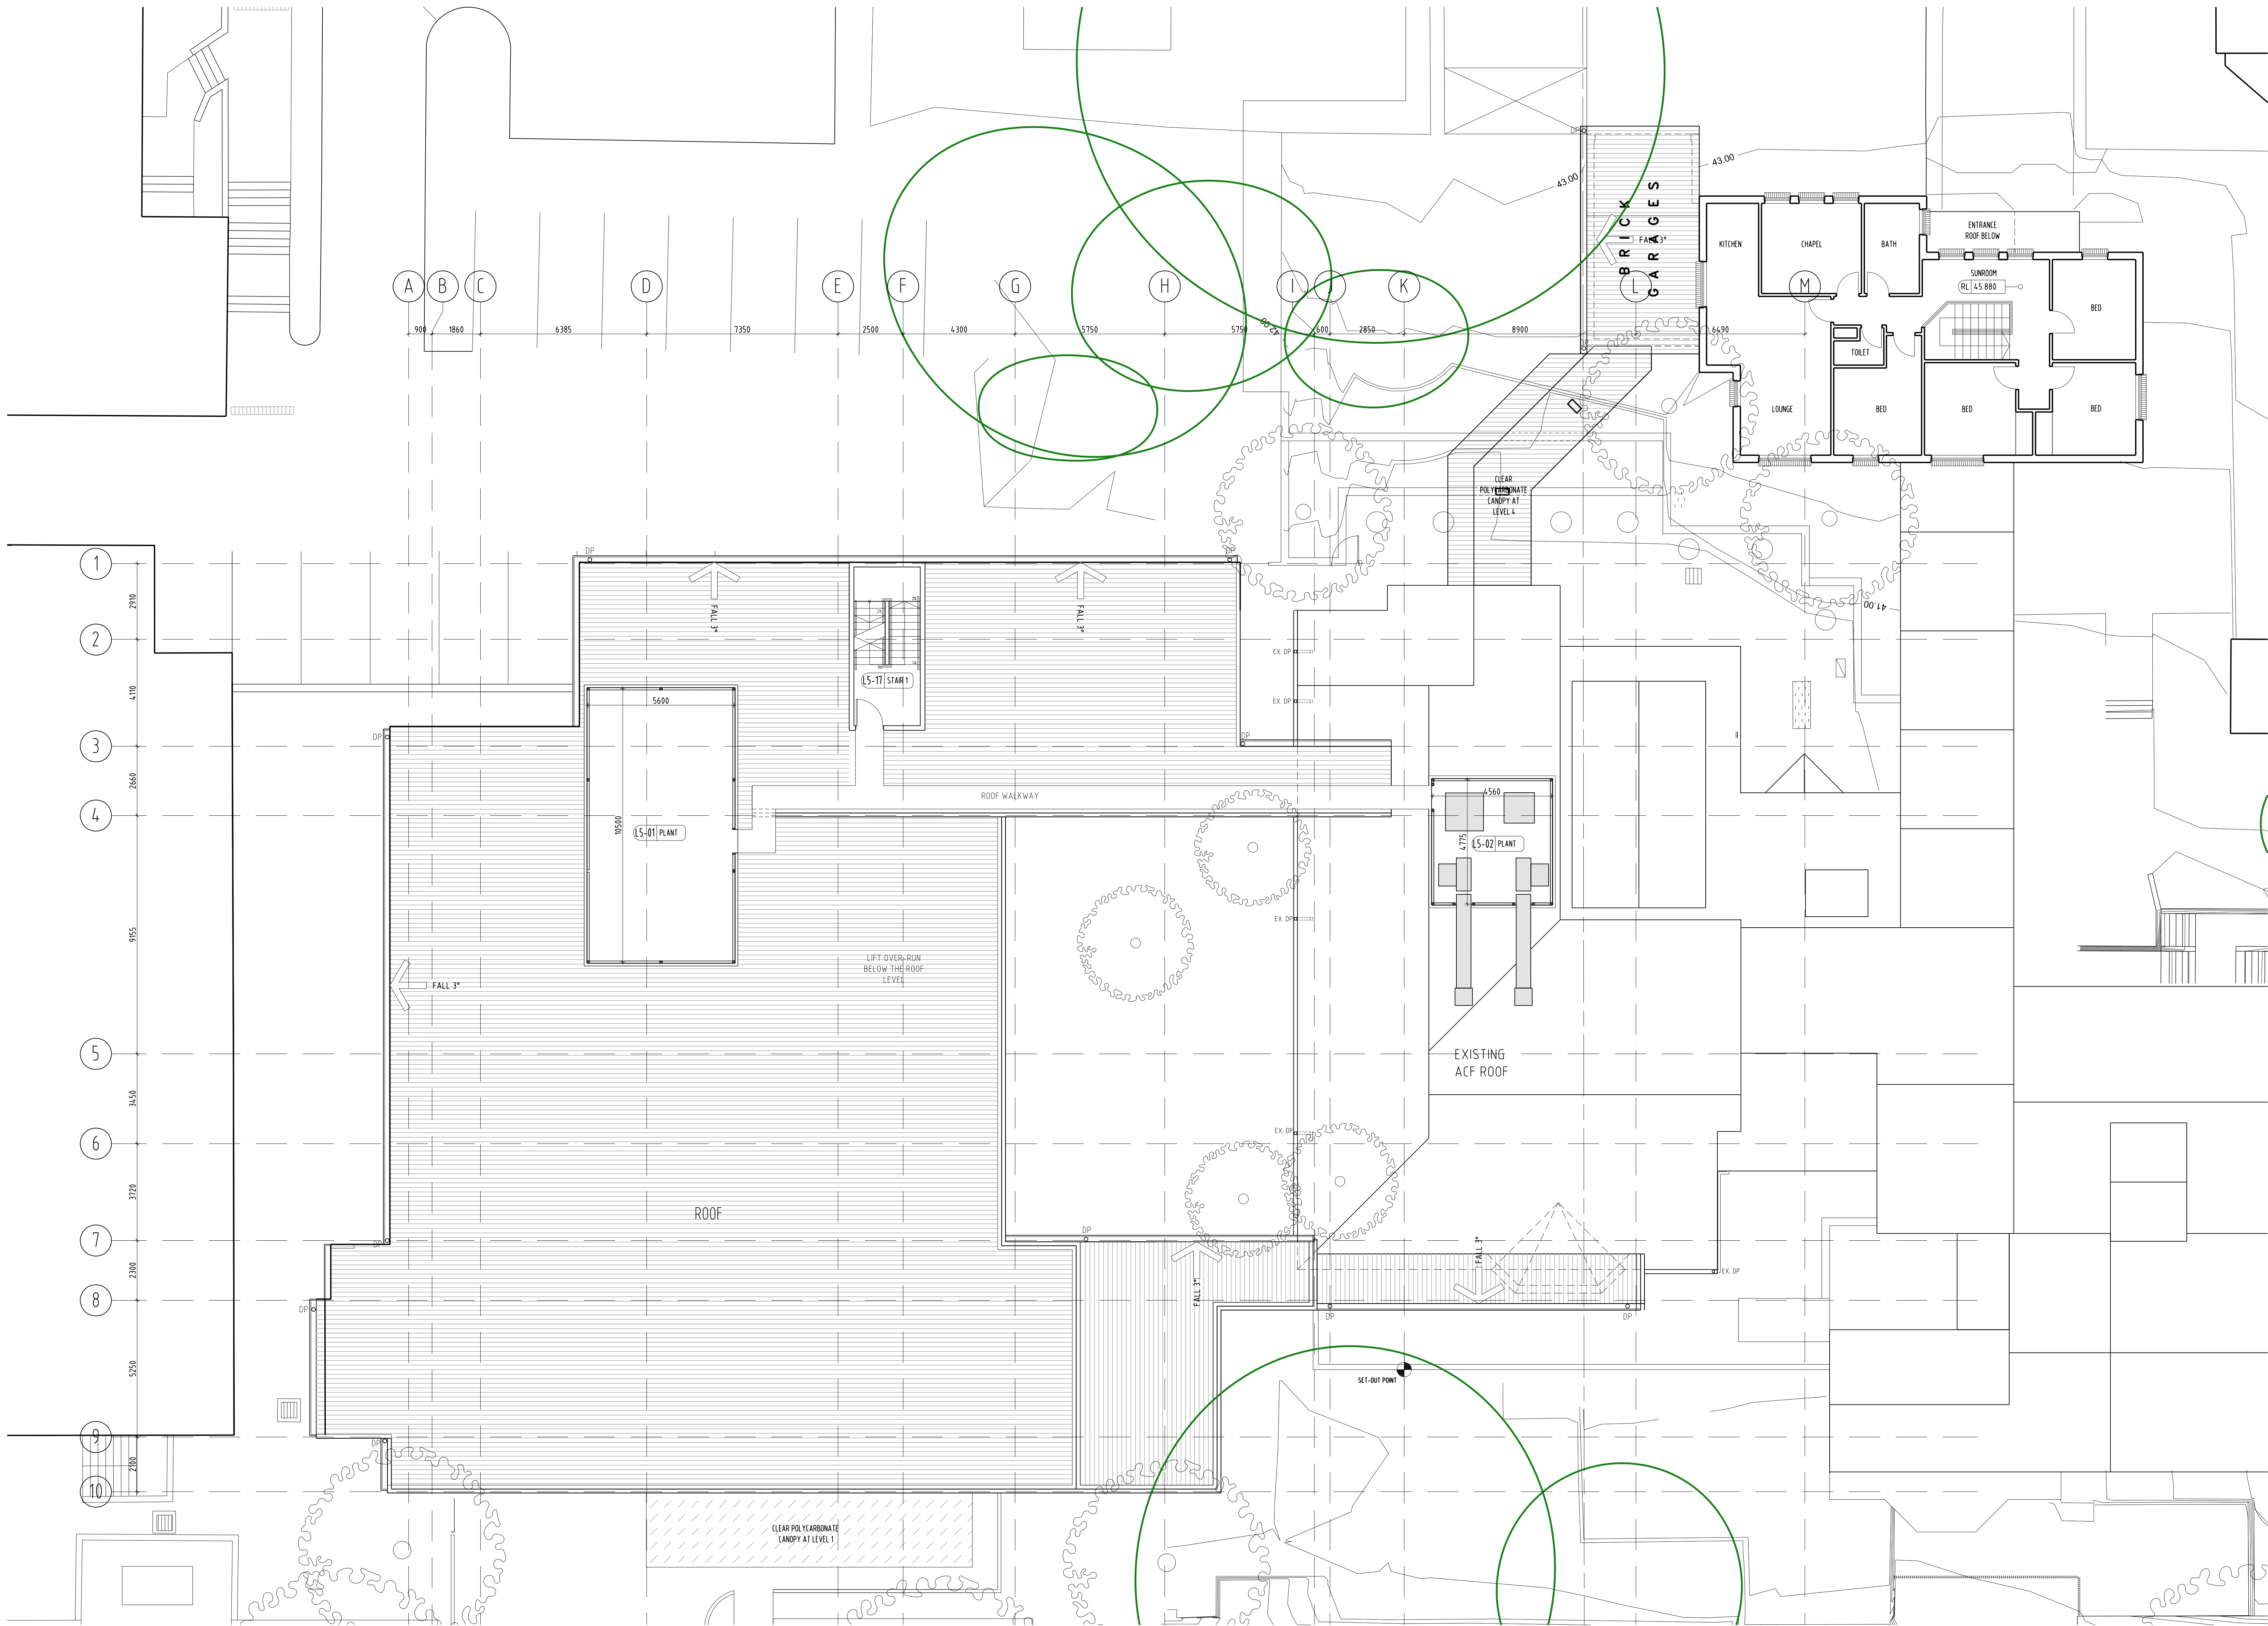 DP
43.00
43.00
BRICK
GARAGES
FALL 3°
KITCHEN
CHAPEL
BATH
ENTRANCE
ROOF BELOW
SUNROOM
RL 45.880
BED
TOILET
LOUNGE
BED
BED
BED
A
B
C
D
E
F
G
H
I
J
K
L
M
900
1860
6385
7350
2500
4300
5750
5750
42.00
600
2850
8900
6490
CLEAR
POLYCARBONATE
CANOPY AT
LEVEL 4
41.00
1
2910
2
4110
3
2660
4
9155
5
3450
6
3720
7
2300
8
5250
9
2100
10
DP
DP
FALL 3°
FALL 3°
L5-17 STAIR 1
EX. DP
EX. DP
5600
10500
L5-01 PLANT
DP
DP
ROOF WALKWAY
4560
4775
L5-02 PLANT
EX. DP
LIFT OVER-RUN
BELOW THE ROOF
LEVEL
FALL 3°
EXISTING
ACF ROOF
EX. DP
ROOF
DP
DP
FALL 3°
FALL 3°
EX. DP
DP
DP
DP
SET-OUT POINT
DP
CLEAR POLYCARBONATE
CANOPY AT LEVEL 1